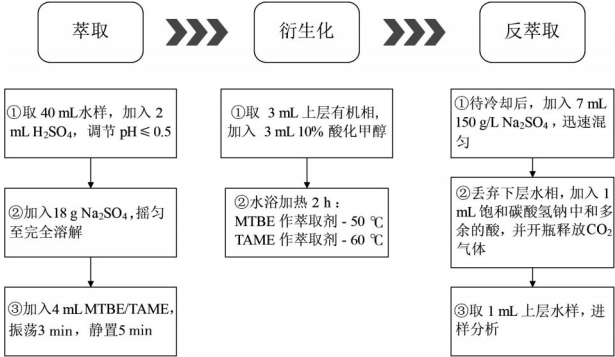 萃取
衍生化
反萃取
①取 40 mL水样，加入 2
mL H₂SO₄，调节 pH≤0.5
②加入18 g Na₂SO₄,摇匀
至完全溶解
③加入4 mL MTBE/TAME，
振荡3 min，静置5 min
①取 3 mL上层有机相，
加入 3 mL 10% 酸化甲醇
②水浴加热 2 h：
MTBE 作萃取剂 - 50 ℃
TAME 作萃取剂 - 60 ℃
①待冷却后，加入 7 mL
150 g/L Na₂SO₄，迅速混
匀
②丢弃下层水相，加入 1
mL 饱和碳酸氢钠中和多
余的酸，并开瓶释放CO₂
气体
③取 1 mL 上层水样，进
样分析